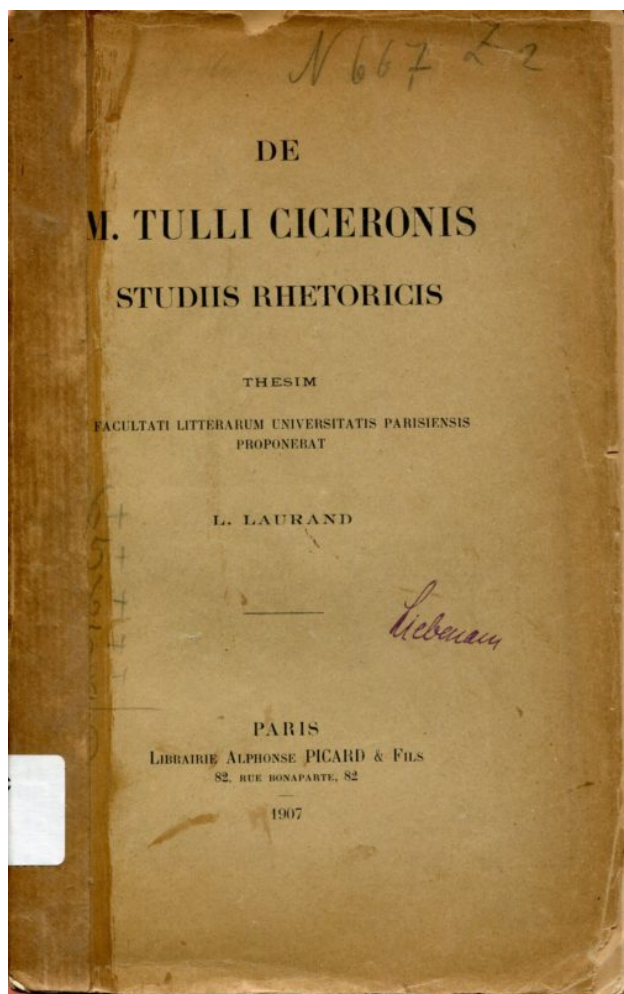 N 667 Z 2
DE
M. TULLI CICERONIS
STUDIIS RHETORICIS
THESIM
FACULTATI LITTERARUM UNIVERSITATIS PARISIENSIS
PROPONEBAT
L. LAURAND
Liebenam
PARIS
LIBRAIRIE ALPHONSE PICARD & FILS
82, RUE BONAPARTE, 82
1907